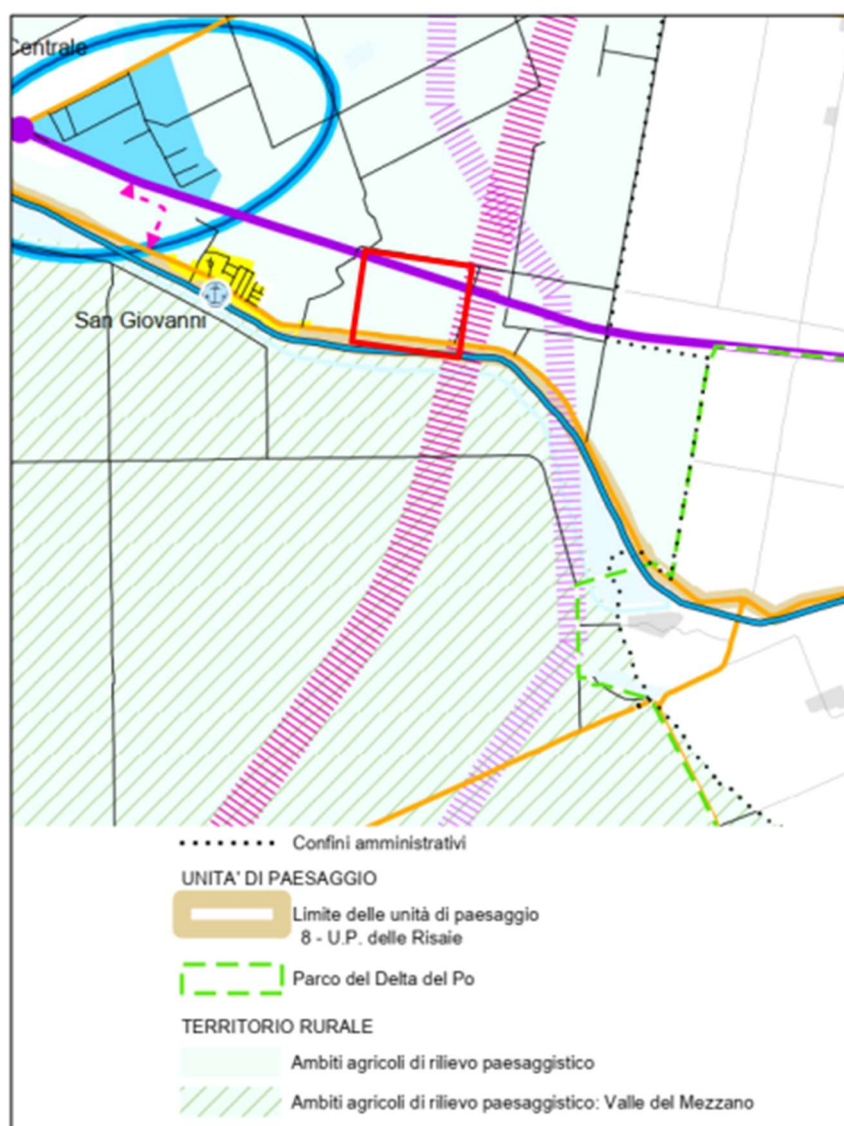 Centrale
San Giovanni
Confini amministrativi
UNITA' DI PAESAGGIO
Limite delle unità di paesaggio
8 - U.P. delle Risaie
Parco del Delta del Po
TERRITORIO RURALE
Ambiti agricoli di rilievo paesaggistico
Ambiti agricoli di rilievo paesaggistico: Valle del Mezzano